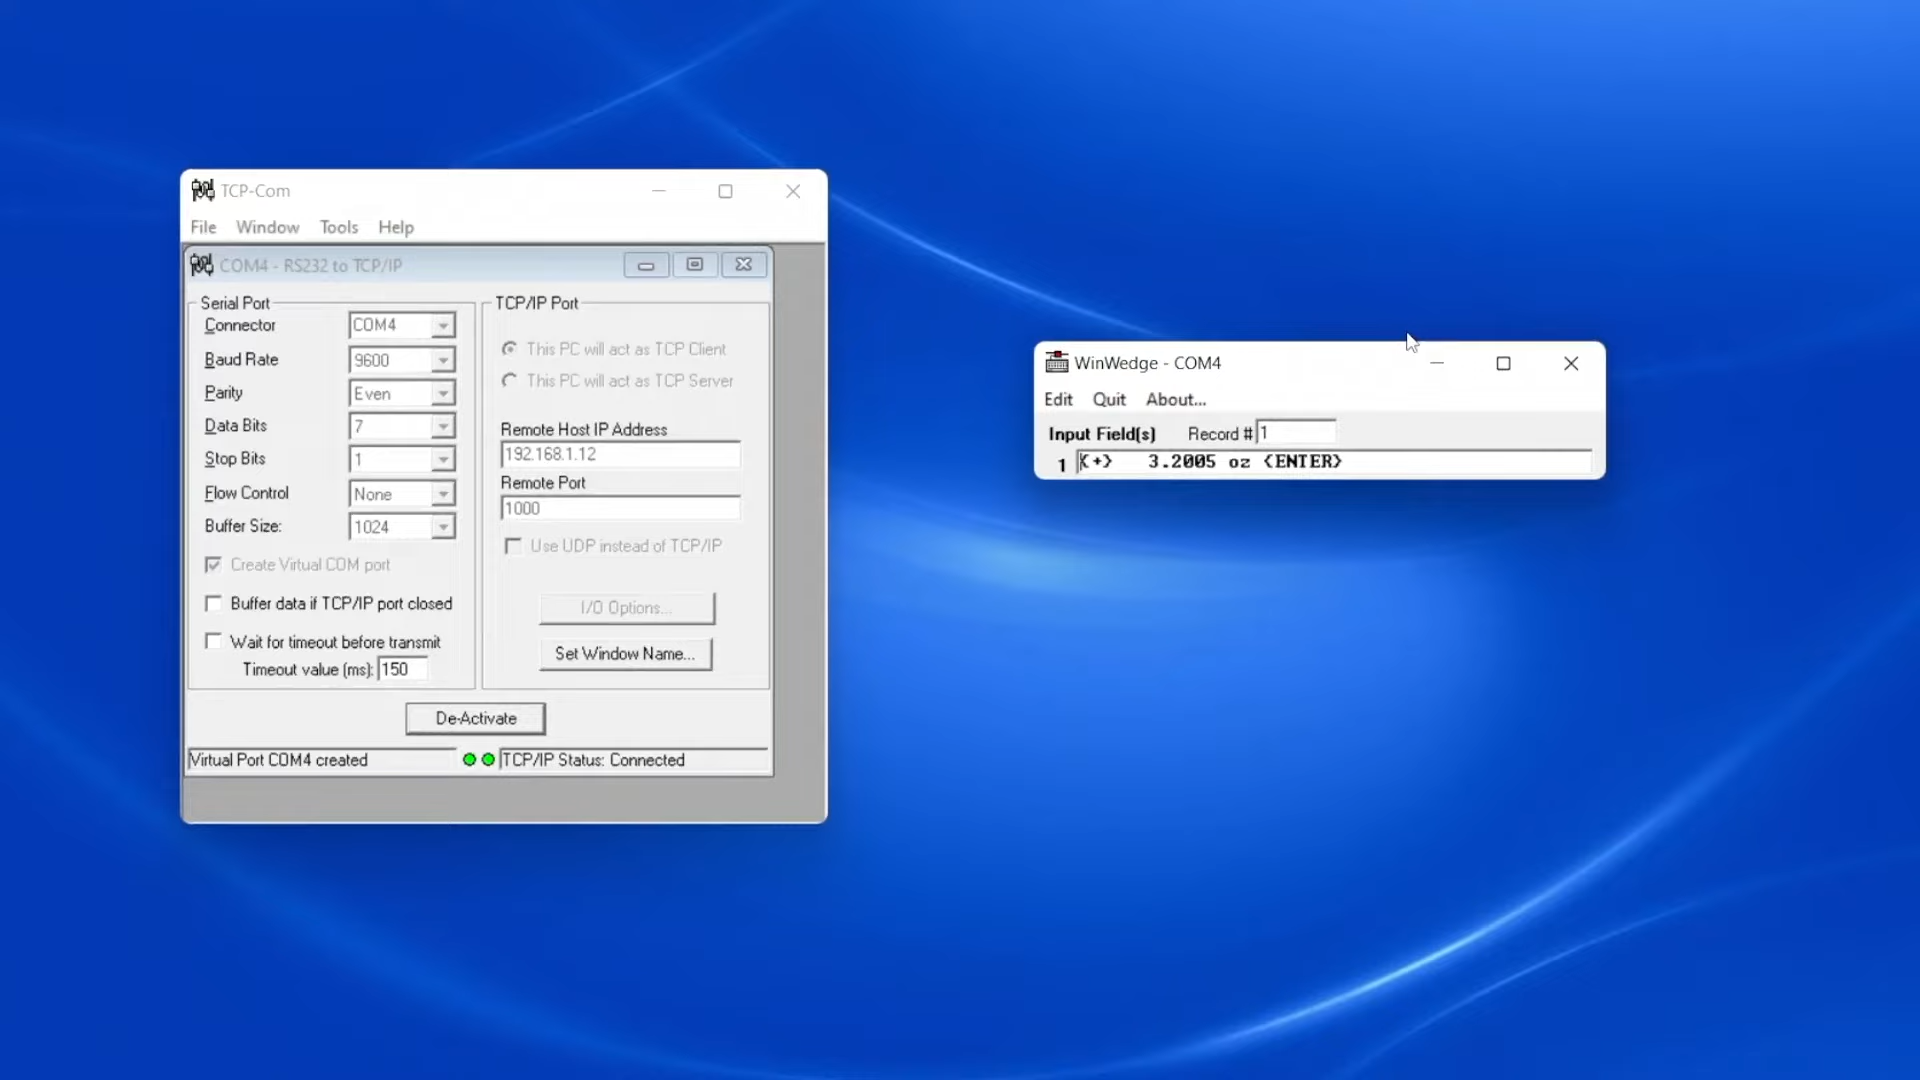 TCP-Com
File Window Tools Help
COM4 - RS232 to TCP/IP
Serial Port
Connector COM4
Baud Rate 9600
Parity Even
Data Bits 7
Stop Bits 1
Flow Control None
Buffer Size: 1024
Create Virtual COM port
Buffer data if TCP/IP port closed
Wait for timeout before transmit
Timeout value (ms): 150
TCP/IP Port
This PC will act as TCP Client
This PC will act as TCP Server
Remote Host IP Address
192.168.1.12
Remote Port
1000
Use UDP instead of TCP/IP
I/O Options...
Set Window Name...
De-Activate
Virtual Port COM4 created
TCP/IP Status: Connected
WinWedge - COM4
Edit Quit About...
Input Field(s) Record # 1
1 {+} 3.2005 oz {ENTER}